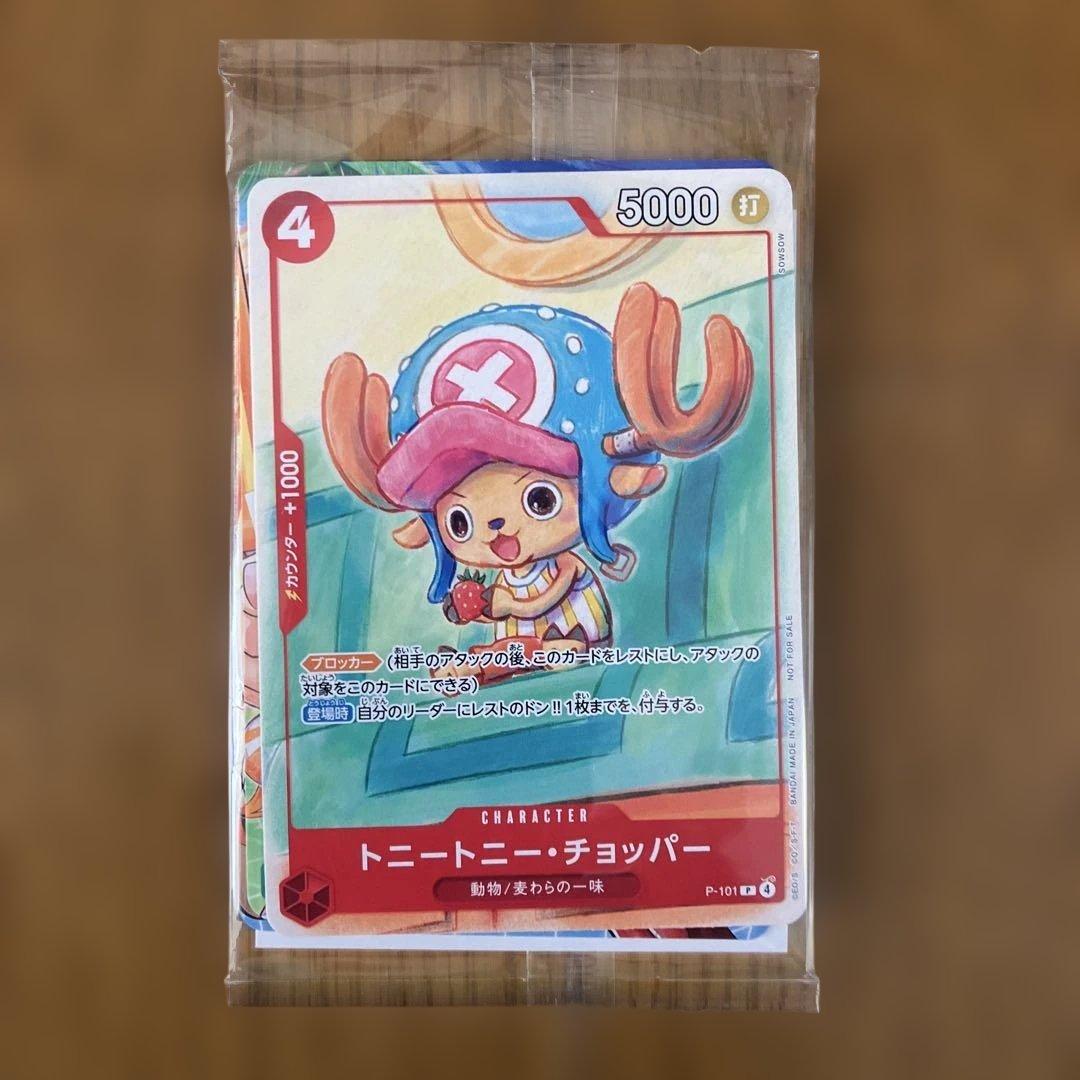 4
5000 打
SOWSOW
カウンター +1000
ブロッカー (相手のアタックの後、このカードをレストにし、アタックの
対象をこのカードにできる)
登場時 自分のリーダーにレストのドン!!1枚までを、付与する。
©E.O/S. ©O./S.-F.-T BANDAI MADE IN JAPAN NOT FOR SALE
CHARACTER
トニートニー・チョッパー
動物/麦わらの一味
P-101 P 4